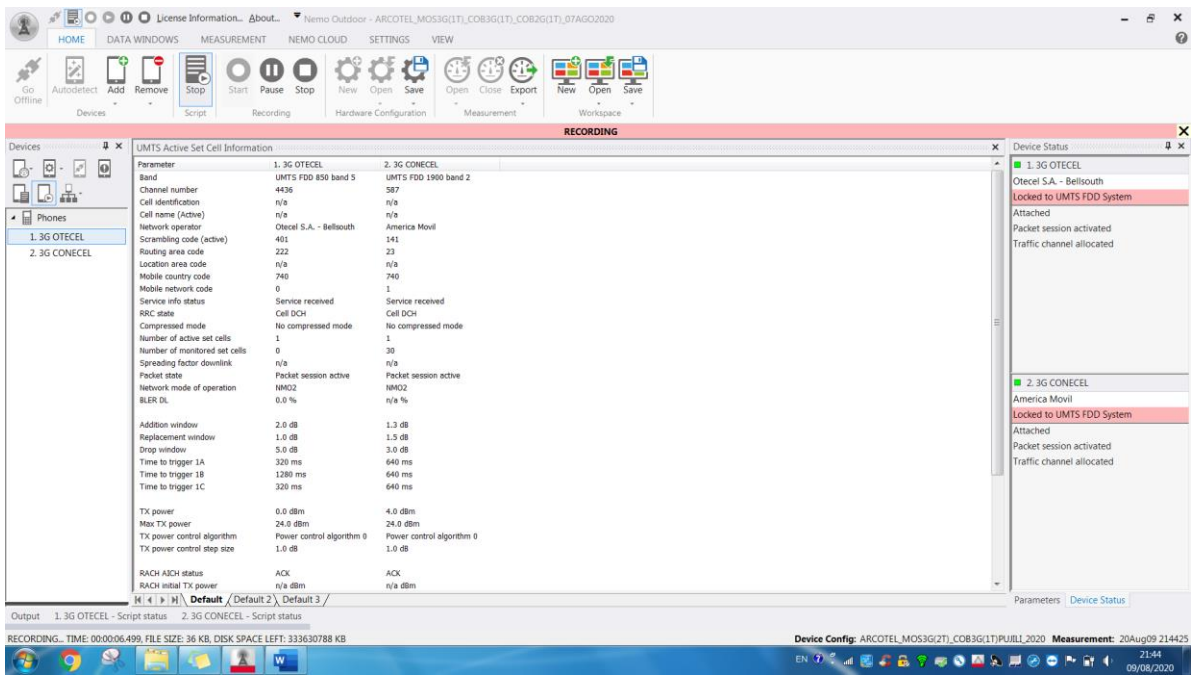 License Information... About... Nemo Outdoor - ARCOTEL_MOS3G(1T)_COB3G(1T)_COB2G(1T)_07AGO2020
HOME DATA WINDOWS MEASUREMENT NEMO CLOUD SETTINGS VIEW
Go Offline Autodetect Add Remove Stop Start Pause Stop New Open Save Open Close Export New Open Save
Devices Script Recording Hardware Configuration Measurement Workspace
RECORDING
Devices
Phones
1. 3G OTECEL
2. 3G CONECEL
UMTS Active Set Cell Information
Parameter 1. 3G OTECEL 2. 3G CONECEL
Band UMTS FDD 850 band 5 UMTS FDD 1900 band 2
Channel number 4436 587
Cell identification n/a n/a
Cell name (Active) n/a n/a
Network operator Otecel S.A. - Bellsouth America Movil
Scrambling code (active) 401 141
Routing area code 222 23
Location area code n/a n/a
Mobile country code 740 740
Mobile network code 0 1
Service info status Service received Service received
RRC state Cell DCH Cell DCH
Compressed mode No compressed mode No compressed mode
Number of active set cells 1 1
Number of monitored set cells 0 30
Spreading factor downlink n/a n/a
Packet state Packet session active Packet session active
Network mode of operation NMO2 NMO2
BLER DL 0.0 % n/a %
Addition window 2.0 dB 1.3 dB
Replacement window 1.0 dB 1.5 dB
Drop window 5.0 dB 3.0 dB
Time to trigger 1A 320 ms 640 ms
Time to trigger 1B 1280 ms 640 ms
Time to trigger 1C 320 ms 640 ms
TX power 0.0 dBm 4.0 dBm
Max TX power 24.0 dBm 24.0 dBm
TX power control algorithm Power control algorithm 0 Power control algorithm 0
TX power control step size 1.0 dB 1.0 dB
RACH AICH status ACK ACK
RACH initial TX power n/a dBm n/a dBm
Default Default 2 Default 3
Device Status
1. 3G OTECEL
Otecel S.A. - Bellsouth
Locked to UMTS FDD System
Attached
Packet session activated
Traffic channel allocated
2. 3G CONECEL
America Movil
Locked to UMTS FDD System
Attached
Packet session activated
Traffic channel allocated
Parameters Device Status
Output 1. 3G OTECEL - Script status 2. 3G CONECEL - Script status
RECORDING... TIME: 00:00:06.499, FILE SIZE: 36 KB, DISK SPACE LEFT: 333630788 KB Device Config: ARCOTEL_MOS3G(2T)_COB3G(1T)PUJILI_2020 Measurement: 20Aug09 214425
EN 21:44
09/08/2020